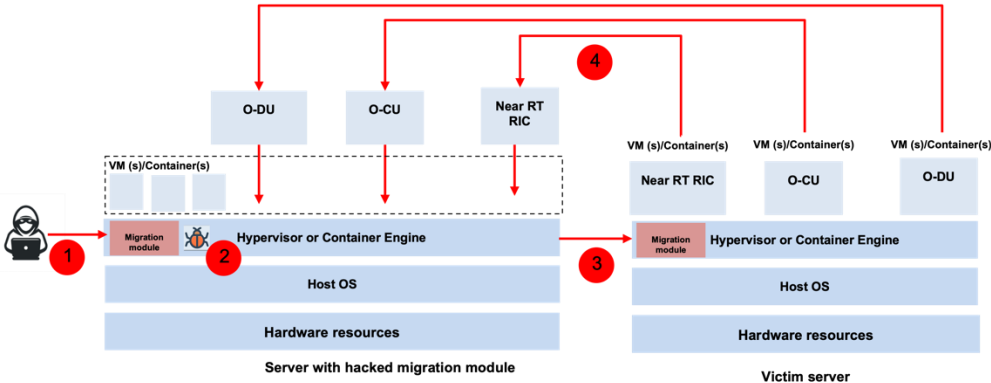 4
O-DU
O-CU
Near RT
RIC
VM (s)/Container(s)
VM (s)/Container(s)
VM (s)/Container(s)
VM (s)/Container(s)
Near RT RIC
O-CU
O-DU
1
Migration
module
2
Hypervisor or Container Engine
3
Migration
module
Hypervisor or Container Engine
Host OS
Host OS
Hardware resources
Hardware resources
Server with hacked migration module
Victim server